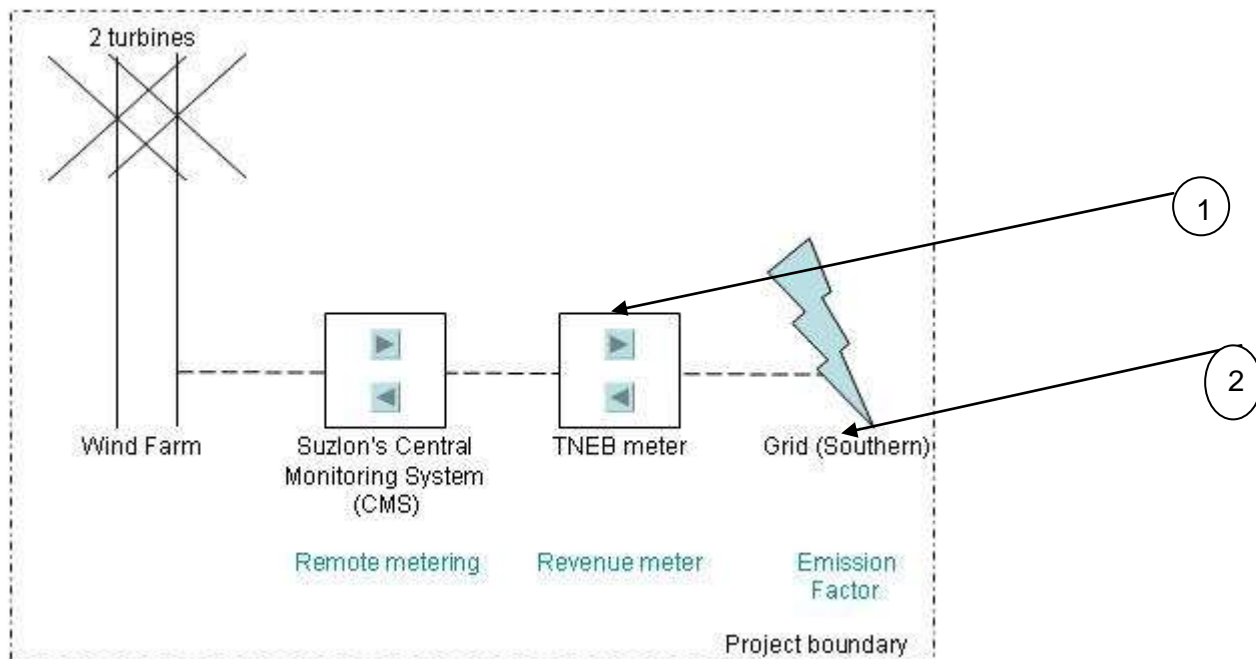 2 turbines
1
2
Wind Farm
Suzlon's Central
Monitoring System
(CMS)
TNEB meter
Grid (Southern)
Remote metering
Revenue meter
Emission
Factor
Project boundary